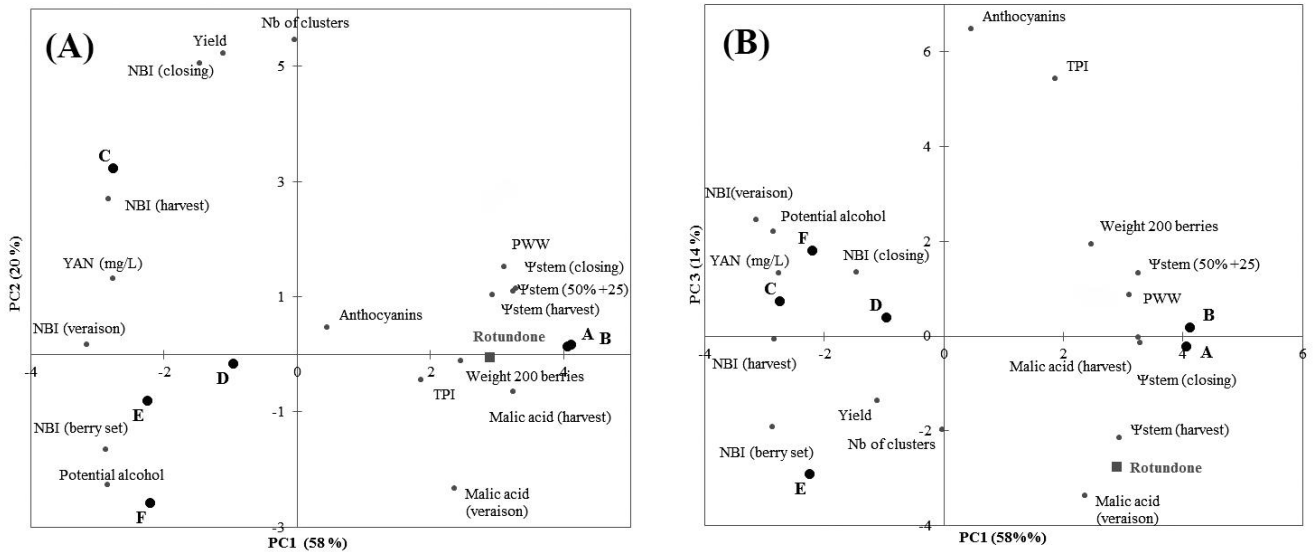 (A)
Nb of clusters
Yield
NBI (closing)
5
C
NBI (harvest)
3
PWW
YAN (mg/L)
Ψstem (closing)
Ψstem (50% +25)
1
Ψstem (harvest)
Anthocyanins
NBI (veraison)
Rotundone
A B
-4 -2 0 2 4
D
Weight 200 berries
TPI
-1
E
Malic acid (harvest)
NBI (berry set)
Potential alcohol
Malic acid
(veraison)
F
-3
PC1 (58 %)
PC2 (20 %)
(B)
Anthocyanins
6
TPI
4
NBI(veraison)
Potential alcohol
Weight 200 berries
2
F
NBI (closing)
YAN (mg/L)
Ψstem (50% +25)
C
PWW
D
B
0
-4 -2 0 2 4 6
A
NBI (harvest)
Malic acid (harvest)
Ψstem (closing)
Yield
-2
Nb of clusters
Ψstem (harvest)
NBI (berry set)
Rotundone
E
Malic acid
(veraison)
-4
PC1 (58%%)
PC3 (14 %)